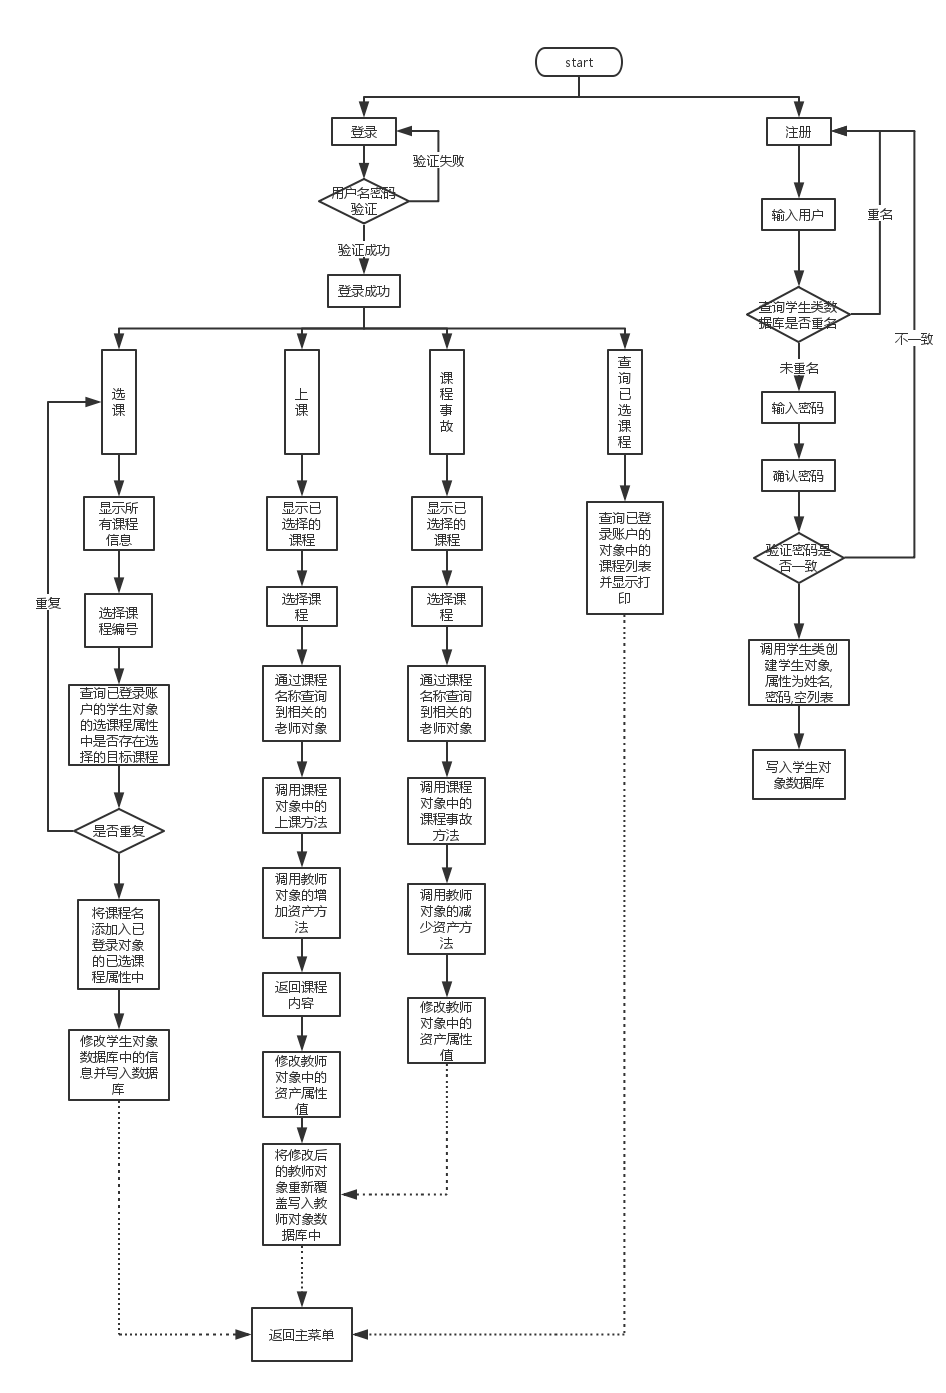 start
登录
注册
验证失败
用户名密码
验证
输入用户
重名
验证成功
登录成功
查询学生类数
据库是否重名
不一致
未重名
选
课
上
课
课
程
事
故
查
询
已
选
课
程
输入密码
确认密码
显示所
有课程
信息
显示已
选择的
课程
显示已
选择的
课程
查询已登
录账户的
对象中的
课程列表
并显示打
印
验证密码是
否一致
重复
选择课
程编号
选择课
程
选择课
程
调用学生类创
建学生对象,
属性为姓名,
密码,空列表
查询已登录账
户的学生对象
的选课程属性
中是否存在选
择的目标课程
通过课程
名称查询
到相关的
老师对象
通过课程
名称查询
到相关的
老师对象
写入学生对
象数据库
是否重复
调用课程
对象中的
上课方法
调用课程
对象中的
课程事故
方法
将课程名
添加入已
登录对象
的已选课
程属性中
调用教师
对象的增
加资产方
法
调用教师
对象的减
少资产方
法
返回课程
内容
修改教师
对象中的
资产属性
值
修改学生对象
数据库中的信
息并写入数据
库
修改教师
对象中的
资产属性
值
将修改后
的教师对
象重新覆
盖写入教
师对象数
据库中
返回主菜单